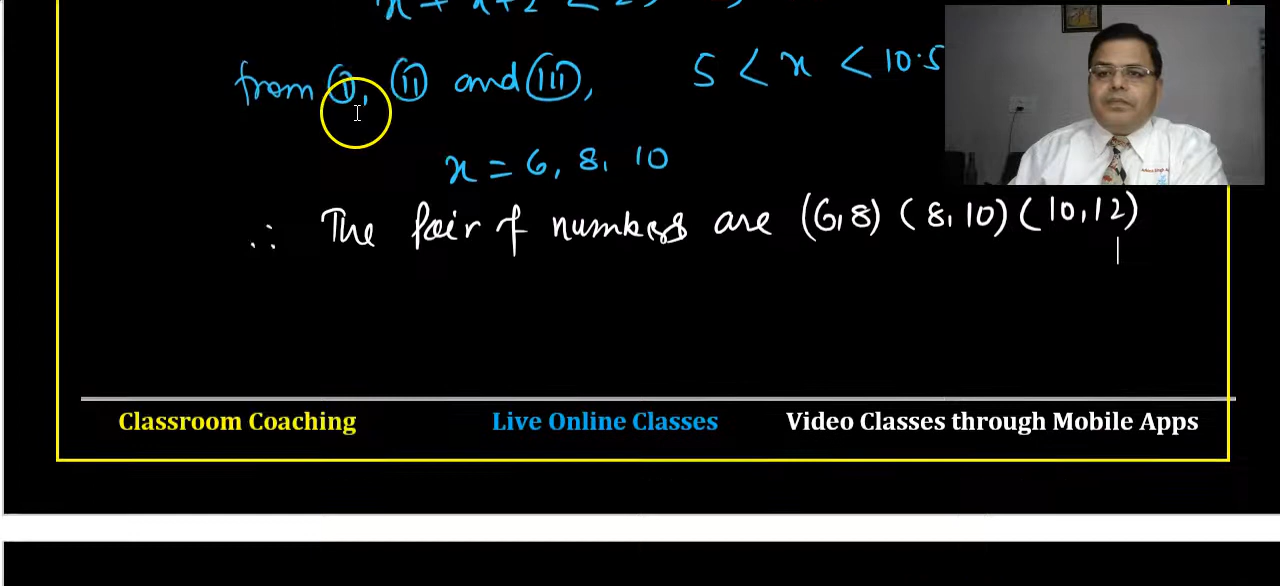 from (i), (ii) and (iii), 5 < x < 10.5
x = 6, 8, 10
∴ The pair of numbers are (6,8) (8,10) (10,12)
Classroom Coaching Live Online Classes Video Classes through Mobile Apps